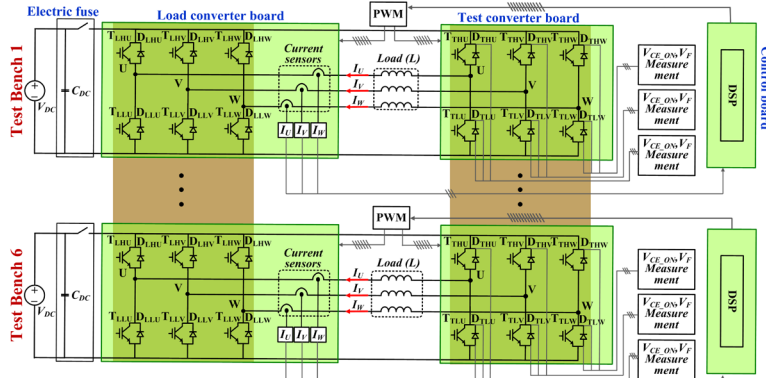 Electric fuse
Load converter board
PWM
Test converter board
Test Bench 1
V_DC
C_DC
T_LHU D_LHU T_LHV D_LHV T_LHW D_LHW
U
V
W
T_LLU D_LLU T_LLV D_LLV T_LLW D_LLW
Current
sensors
I_U I_V I_W
I_U
I_V
I_W
Load (L)
T_THU D_THU T_THV D_THV T_THW D_THW
U
V
W
T_TLU D_TLU T_TLV D_TLV T_TLW D_TLW
V_CE_ON, V_F
Measure
ment
V_CE_ON, V_F
Measure
ment
V_CE_ON, V_F
Measure
ment
DSP
Control board
Test Bench 6
PWM
V_DC
C_DC
T_LHU D_LHU T_LHV D_LHV T_LHW D_LHW
U
V
W
T_LLU D_LLU T_LLV D_LLV T_LLW D_LLW
Current
sensors
I_U I_V I_W
I_U
I_V
I_W
Load (L)
T_THU D_THU T_THV D_THV T_THW D_THW
U
V
W
T_TLU D_TLU T_TLV D_TLV T_TLW D_TLW
V_CE_ON, V_F
Measure
ment
V_CE_ON, V_F
Measure
ment
V_CE_ON, V_F
Measure
ment
DSP